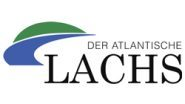 DER ATLANTISCHE
LACHS